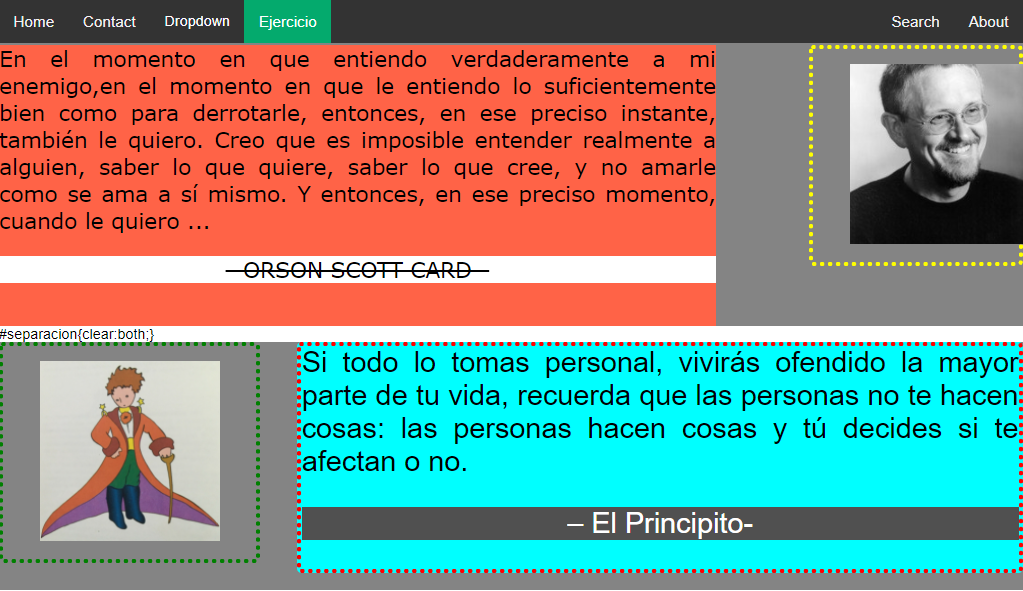 Home Contact Dropdown Ejercicio Search About
En el momento en que entiendo verdaderamente a mi
enemigo,en el momento en que le entiendo lo suficientemente
bien como para derrotarle, entonces, en ese preciso instante,
también le quiero. Creo que es imposible entender realmente a
alguien, saber lo que quiere, saber lo que cree, y no amarle
como se ama a sí mismo. Y entonces, en ese preciso momento,
cuando le quiero ...
– ORSON SCOTT CARD –
#separacion{clear:both;}
Si todo lo tomas personal, vivirás ofendido la mayor
parte de tu vida, recuerda que las personas no te hacen
cosas: las personas hacen cosas y tú decides si te
afectan o no.
– El Principito-